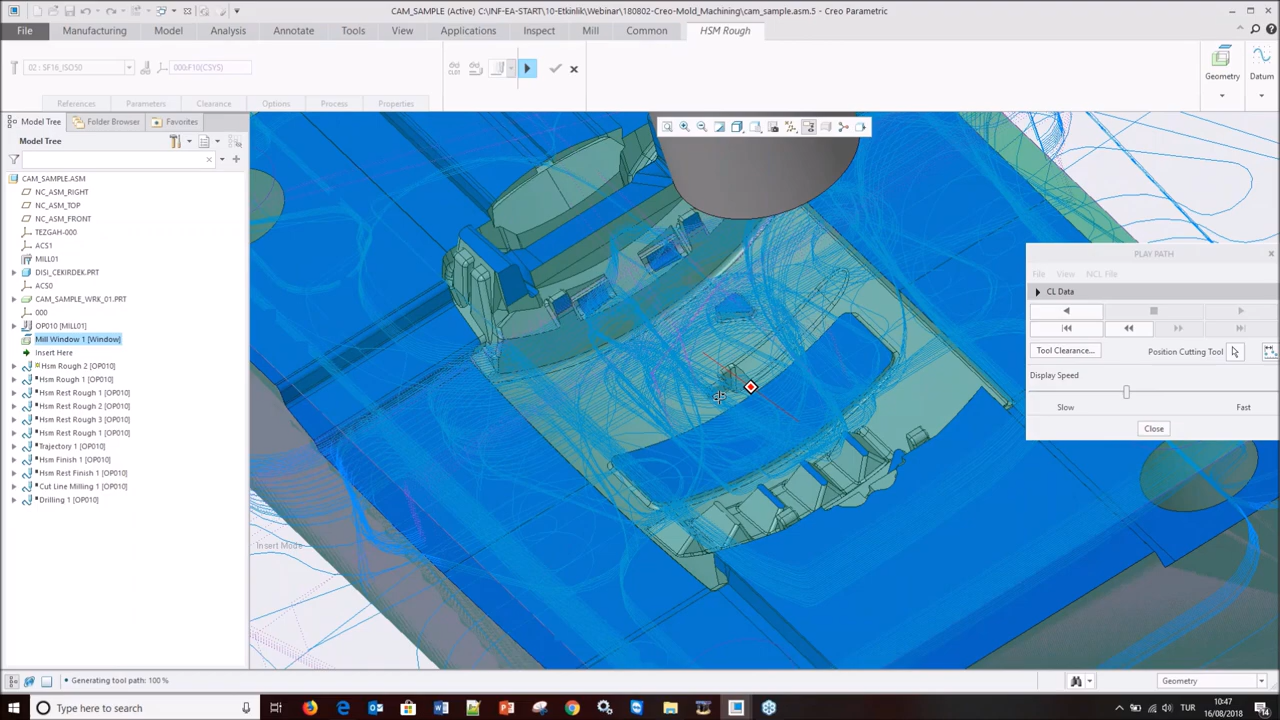 CAM_SAMPLE (Active) C:\INF-EA-START\10-Etkinlik\Webinar\180802-Creo-Mold_Machining\cam_sample.asm.5 - Creo Parametric
File Manufacturing Model Analysis Annotate Tools View Applications Inspect Mill Common HSM Rough
02 : SF16_ISO50
000:F10(CSYS)
References Parameters Clearance Options Process Properties
Geometry
Datum
Model Tree Folder Browser Favorites
Model Tree
CAM_SAMPLE.ASM
NC_ASM_RIGHT
NC_ASM_TOP
NC_ASM_FRONT
TEZGAH-000
ACS1
MILL01
DISI_CEKIRDEK.PRT
ACS0
CAM_SAMPLE_WRK_01.PRT
000
OP010 [MILL01]
Mill Window 1 [Window]
Insert Here
Hsm Rough 2 [OP010]
Hsm Rough 1 [OP010]
Hsm Rest Rough 1 [OP010]
Hsm Rest Rough 2 [OP010]
Hsm Rest Rough 3 [OP010]
Hsm Rest Rough 1 [OP010]
Trajectory 1 [OP010]
Hsm Finish 1 [OP010]
Hsm Rest Finish 1 [OP010]
Cut Line Milling 1 [OP010]
Drilling 1 [OP010]
Insert Mode
PLAY PATH
File View NCL File
CL Data
Tool Clearance...
Position Cutting Tool
Display Speed
Slow
Fast
Close
Generating tool path: 100 %
Geometry
Type here to search
TUR
10:47
16/08/2018